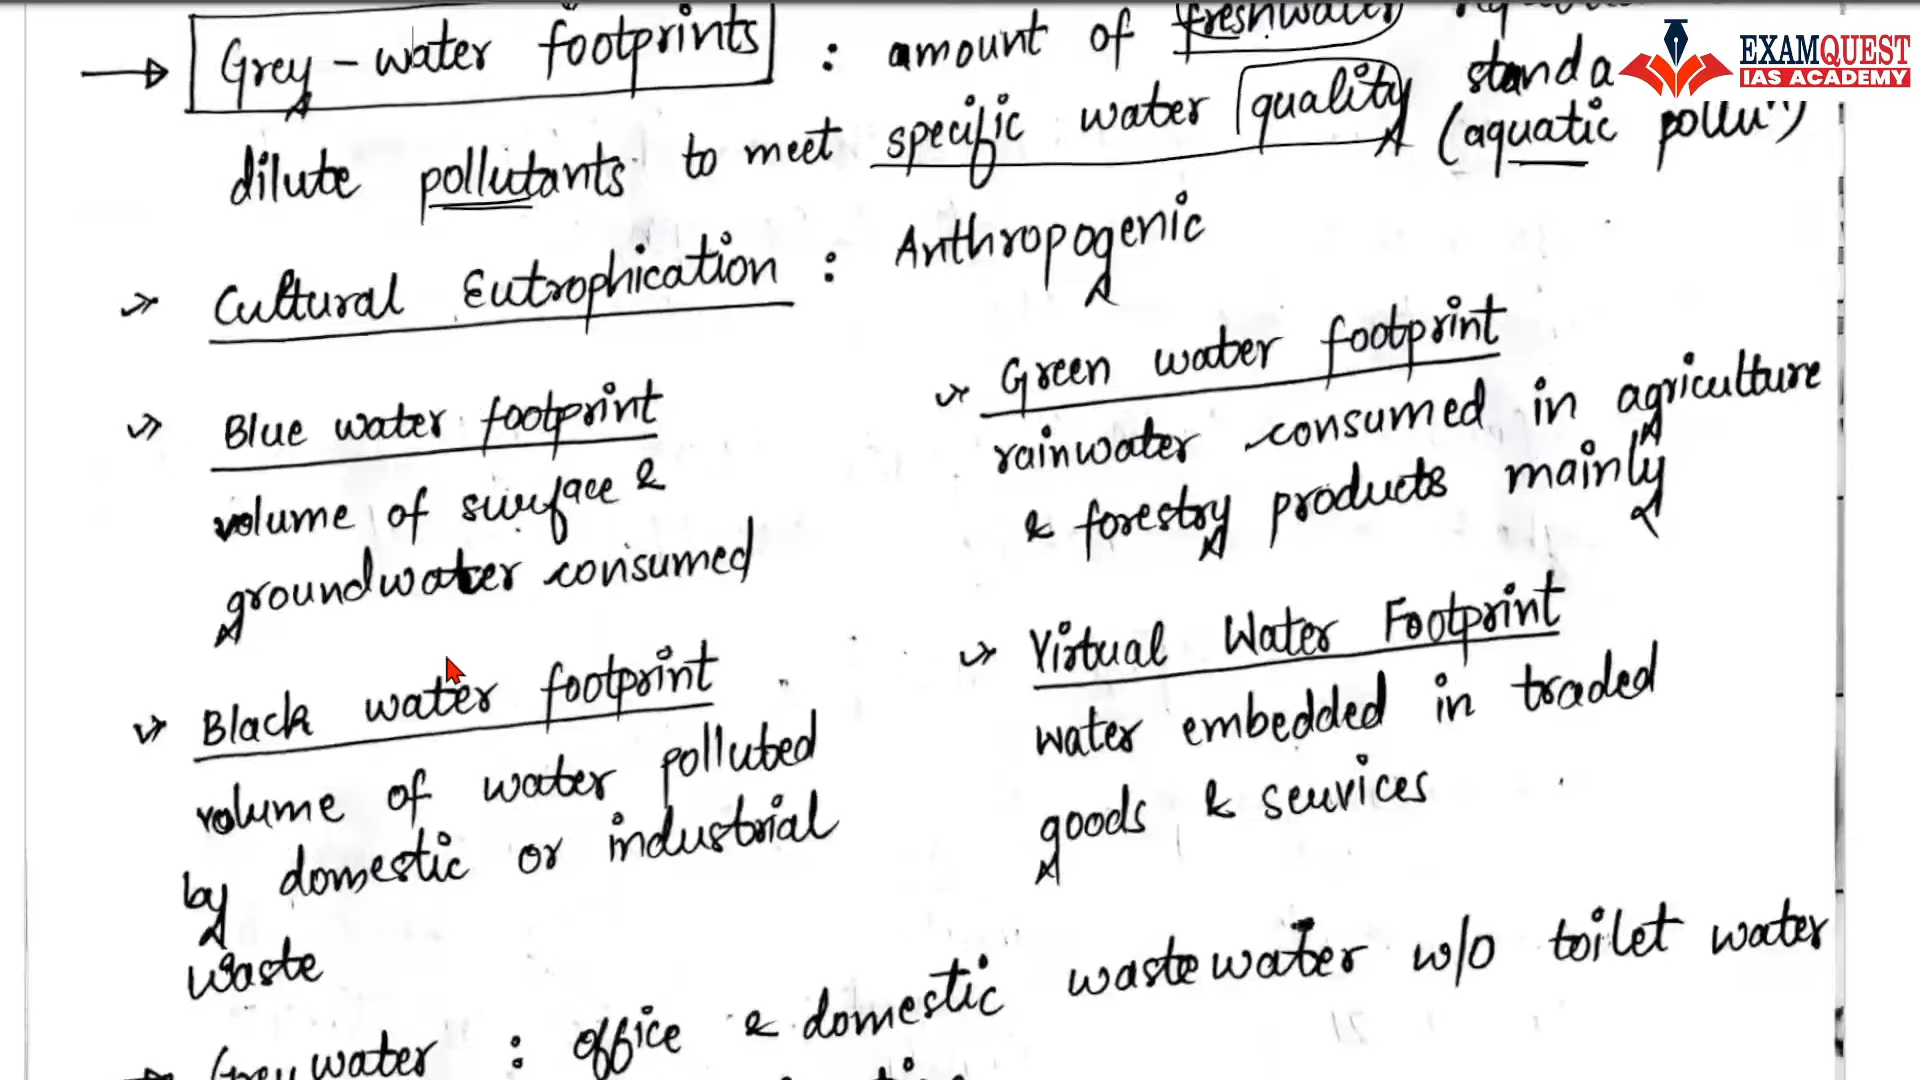 → Grey-water footprints : amount of freshwater
EXAMQUEST
IAS ACADEMY
dilute pollutants to meet specific water quality standa
(aquatic pollun)
Cultural Eutrophication : Anthropogenic
Blue water footprint
volume of surface &
groundwater consumed
Green water footprint
rainwater consumed in agriculture
& forestry products mainly
Black water footprint
volume of water polluted
by domestic or industrial
waste
Virtual Water Footprint
water embedded in traded
goods & services
Grey water : office & domestic wastewater w/o toilet water